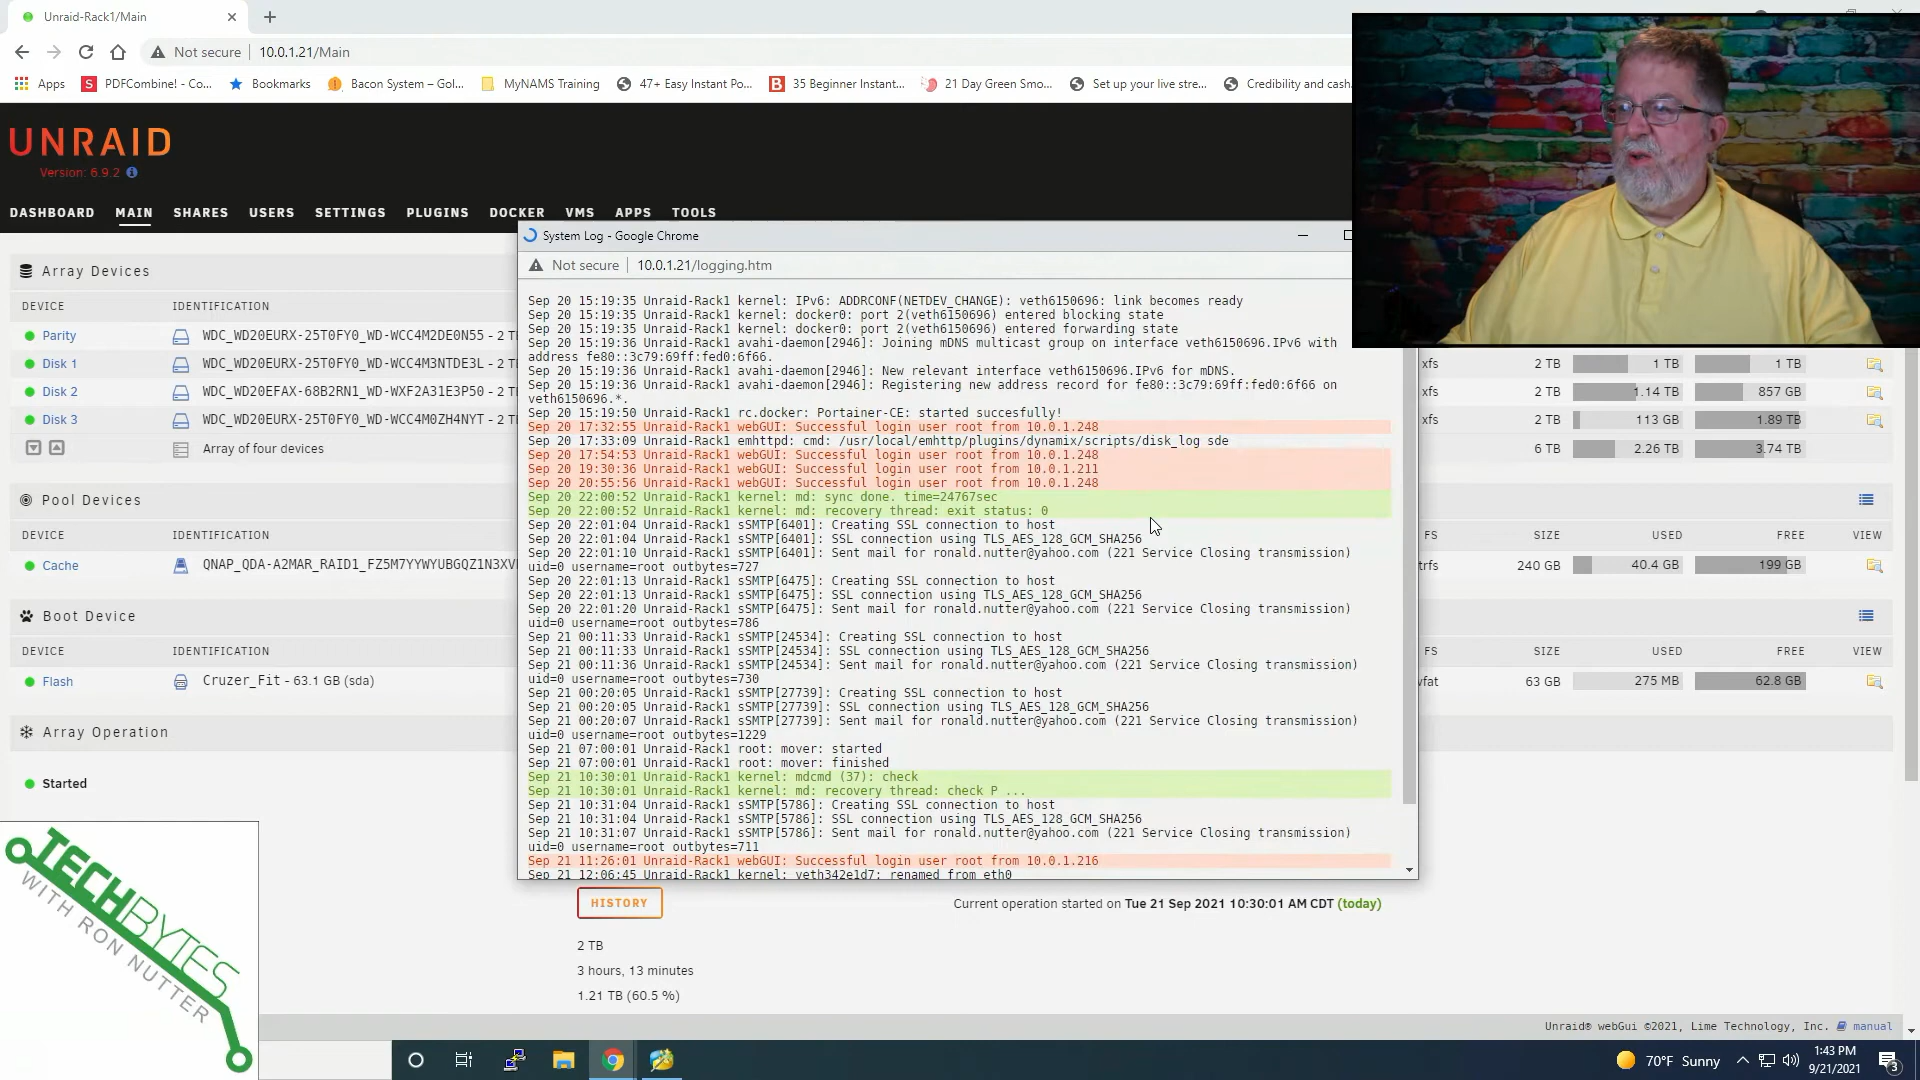 Unraid-Rack1/Main
Not secure
10.0.1.21/Main
Apps
PDFCombine! - Co...
Bookmarks
Bacon System – Gol...
MyNAMS Training
47+ Easy Instant Po...
35 Beginner Instant...
21 Day Green Smo...
Set up your live stre...
Credibility and cash
UNRAID
Version: 6.9.2
DASHBOARD MAIN SHARES USERS SETTINGS PLUGINS DOCKER VMS APPS TOOLS
System Log - Google Chrome
Not secure
10.0.1.21/logging.htm
Sep 20 15:19:35 Unraid-Rack1 kernel: IPv6: ADDRCONF(NETDEV_CHANGE): veth6150696: link becomes ready
Sep 20 15:19:35 Unraid-Rack1 kernel: docker0: port 2(veth6150696) entered blocking state
Sep 20 15:19:35 Unraid-Rack1 kernel: docker0: port 2(veth6150696) entered forwarding state
Sep 20 15:19:36 Unraid-Rack1 avahi-daemon[2946]: Joining mDNS multicast group on interface veth6150696.IPv6 with
address fe80::3c79:69ff:fed0:6f66.
Sep 20 15:19:36 Unraid-Rack1 avahi-daemon[2946]: New relevant interface veth6150696.IPv6 for mDNS.
Sep 20 15:19:36 Unraid-Rack1 avahi-daemon[2946]: Registering new address record for fe80::3c79:69ff:fed0:6f66 on
veth6150696.*.
Sep 20 15:19:50 Unraid-Rack1 rc.docker: Portainer-CE: started succesfully!
Sep 20 17:32:55 Unraid-Rack1 webGUI: Successful login user root from 10.0.1.248
Sep 20 17:33:09 Unraid-Rack1 emhttpd: cmd: /usr/local/emhttp/plugins/dynamix/scripts/disk_log sde
Sep 20 17:54:53 Unraid-Rack1 webGUI: Successful login user root from 10.0.1.248
Sep 20 19:30:36 Unraid-Rack1 webGUI: Successful login user root from 10.0.1.211
Sep 20 20:55:56 Unraid-Rack1 webGUI: Successful login user root from 10.0.1.248
Sep 20 22:00:52 Unraid-Rack1 kernel: md: sync done. time=24767sec
Sep 20 22:00:52 Unraid-Rack1 kernel: md: recovery thread: exit status: 0
Sep 20 22:01:04 Unraid-Rack1 sSMTP[6401]: Creating SSL connection to host
Sep 20 22:01:04 Unraid-Rack1 sSMTP[6401]: SSL connection using TLS_AES_128_GCM_SHA256
Sep 20 22:01:10 Unraid-Rack1 sSMTP[6401]: Sent mail for ronald.nutter@yahoo.com (221 Service Closing transmission)
uid=0 username=root outbytes=727
Sep 20 22:01:13 Unraid-Rack1 sSMTP[6475]: Creating SSL connection to host
Sep 20 22:01:13 Unraid-Rack1 sSMTP[6475]: SSL connection using TLS_AES_128_GCM_SHA256
Sep 20 22:01:20 Unraid-Rack1 sSMTP[6475]: Sent mail for ronald.nutter@yahoo.com (221 Service Closing transmission)
uid=0 username=root outbytes=786
Sep 21 00:11:33 Unraid-Rack1 sSMTP[24534]: Creating SSL connection to host
Sep 21 00:11:33 Unraid-Rack1 sSMTP[24534]: SSL connection using TLS_AES_128_GCM_SHA256
Sep 21 00:11:36 Unraid-Rack1 sSMTP[24534]: Sent mail for ronald.nutter@yahoo.com (221 Service Closing transmission)
uid=0 username=root outbytes=730
Sep 21 00:20:05 Unraid-Rack1 sSMTP[27739]: Creating SSL connection to host
Sep 21 00:20:05 Unraid-Rack1 sSMTP[27739]: SSL connection using TLS_AES_128_GCM_SHA256
Sep 21 00:20:07 Unraid-Rack1 sSMTP[27739]: Sent mail for ronald.nutter@yahoo.com (221 Service Closing transmission)
uid=0 username=root outbytes=1229
Sep 21 07:00:01 Unraid-Rack1 root: mover: started
Sep 21 07:00:01 Unraid-Rack1 root: mover: finished
Sep 21 10:30:01 Unraid-Rack1 kernel: mdcmd (37): check
Sep 21 10:30:01 Unraid-Rack1 kernel: md: recovery thread: check P ...
Sep 21 10:31:04 Unraid-Rack1 sSMTP[5786]: Creating SSL connection to host
Sep 21 10:31:04 Unraid-Rack1 sSMTP[5786]: SSL connection using TLS_AES_128_GCM_SHA256
Sep 21 10:31:07 Unraid-Rack1 sSMTP[5786]: Sent mail for ronald.nutter@yahoo.com (221 Service Closing transmission)
uid=0 username=root outbytes=711
Sep 21 11:26:01 Unraid-Rack1 webGUI: Successful login user root from 10.0.1.216
Sep 21 12:06:45 Unraid-Rack1 kernel: veth342e1d7: renamed from eth0
Array Devices
DEVICE IDENTIFICATION
Parity WDC_WD20EURX-25T0FY0_WD-WCC4M2DE0N55 - 2 T
Disk 1 WDC_WD20EURX-25T0FY0_WD-WCC4M3NTDE3L - 2 T
xfs 2 TB 1 TB 1 TB
Disk 2 WDC_WD20EFAX-68B2RN1_WD-WXF2A31E3P50 - 2 T
xfs 2 TB 1.14 TB 857 GB
Disk 3 WDC_WD20EURX-25T0FY0_WD-WCC4M0ZH4NYT - 2 T
xfs 2 TB 113 GB 1.89 TB
Array of four devices
6 TB 2.26 TB 3.74 TB
Pool Devices
DEVICE IDENTIFICATION
FS SIZE USED FREE VIEW
Cache QNAP_QDA-A2MAR_RAID1_FZ5M7YYWYUBGQZ1N3XV
trfs 240 GB 40.4 GB 199 GB
Boot Device
DEVICE IDENTIFICATION
FS SIZE USED FREE VIEW
Flash Cruzer_Fit - 63.1 GB (sda)
vfat 63 GB 275 MB 62.8 GB
Array Operation
Started
HISTORY
Current operation started on Tue 21 Sep 2021 10:30:01 AM CDT (today)
2 TB
3 hours, 13 minutes
1.21 TB (60.5 %)
TECHBYTES
WITH RON NUTTER
Unraid® webGui ©2021, Lime Technology, Inc. manual
70°F Sunny
1:43 PM
9/21/2021
3